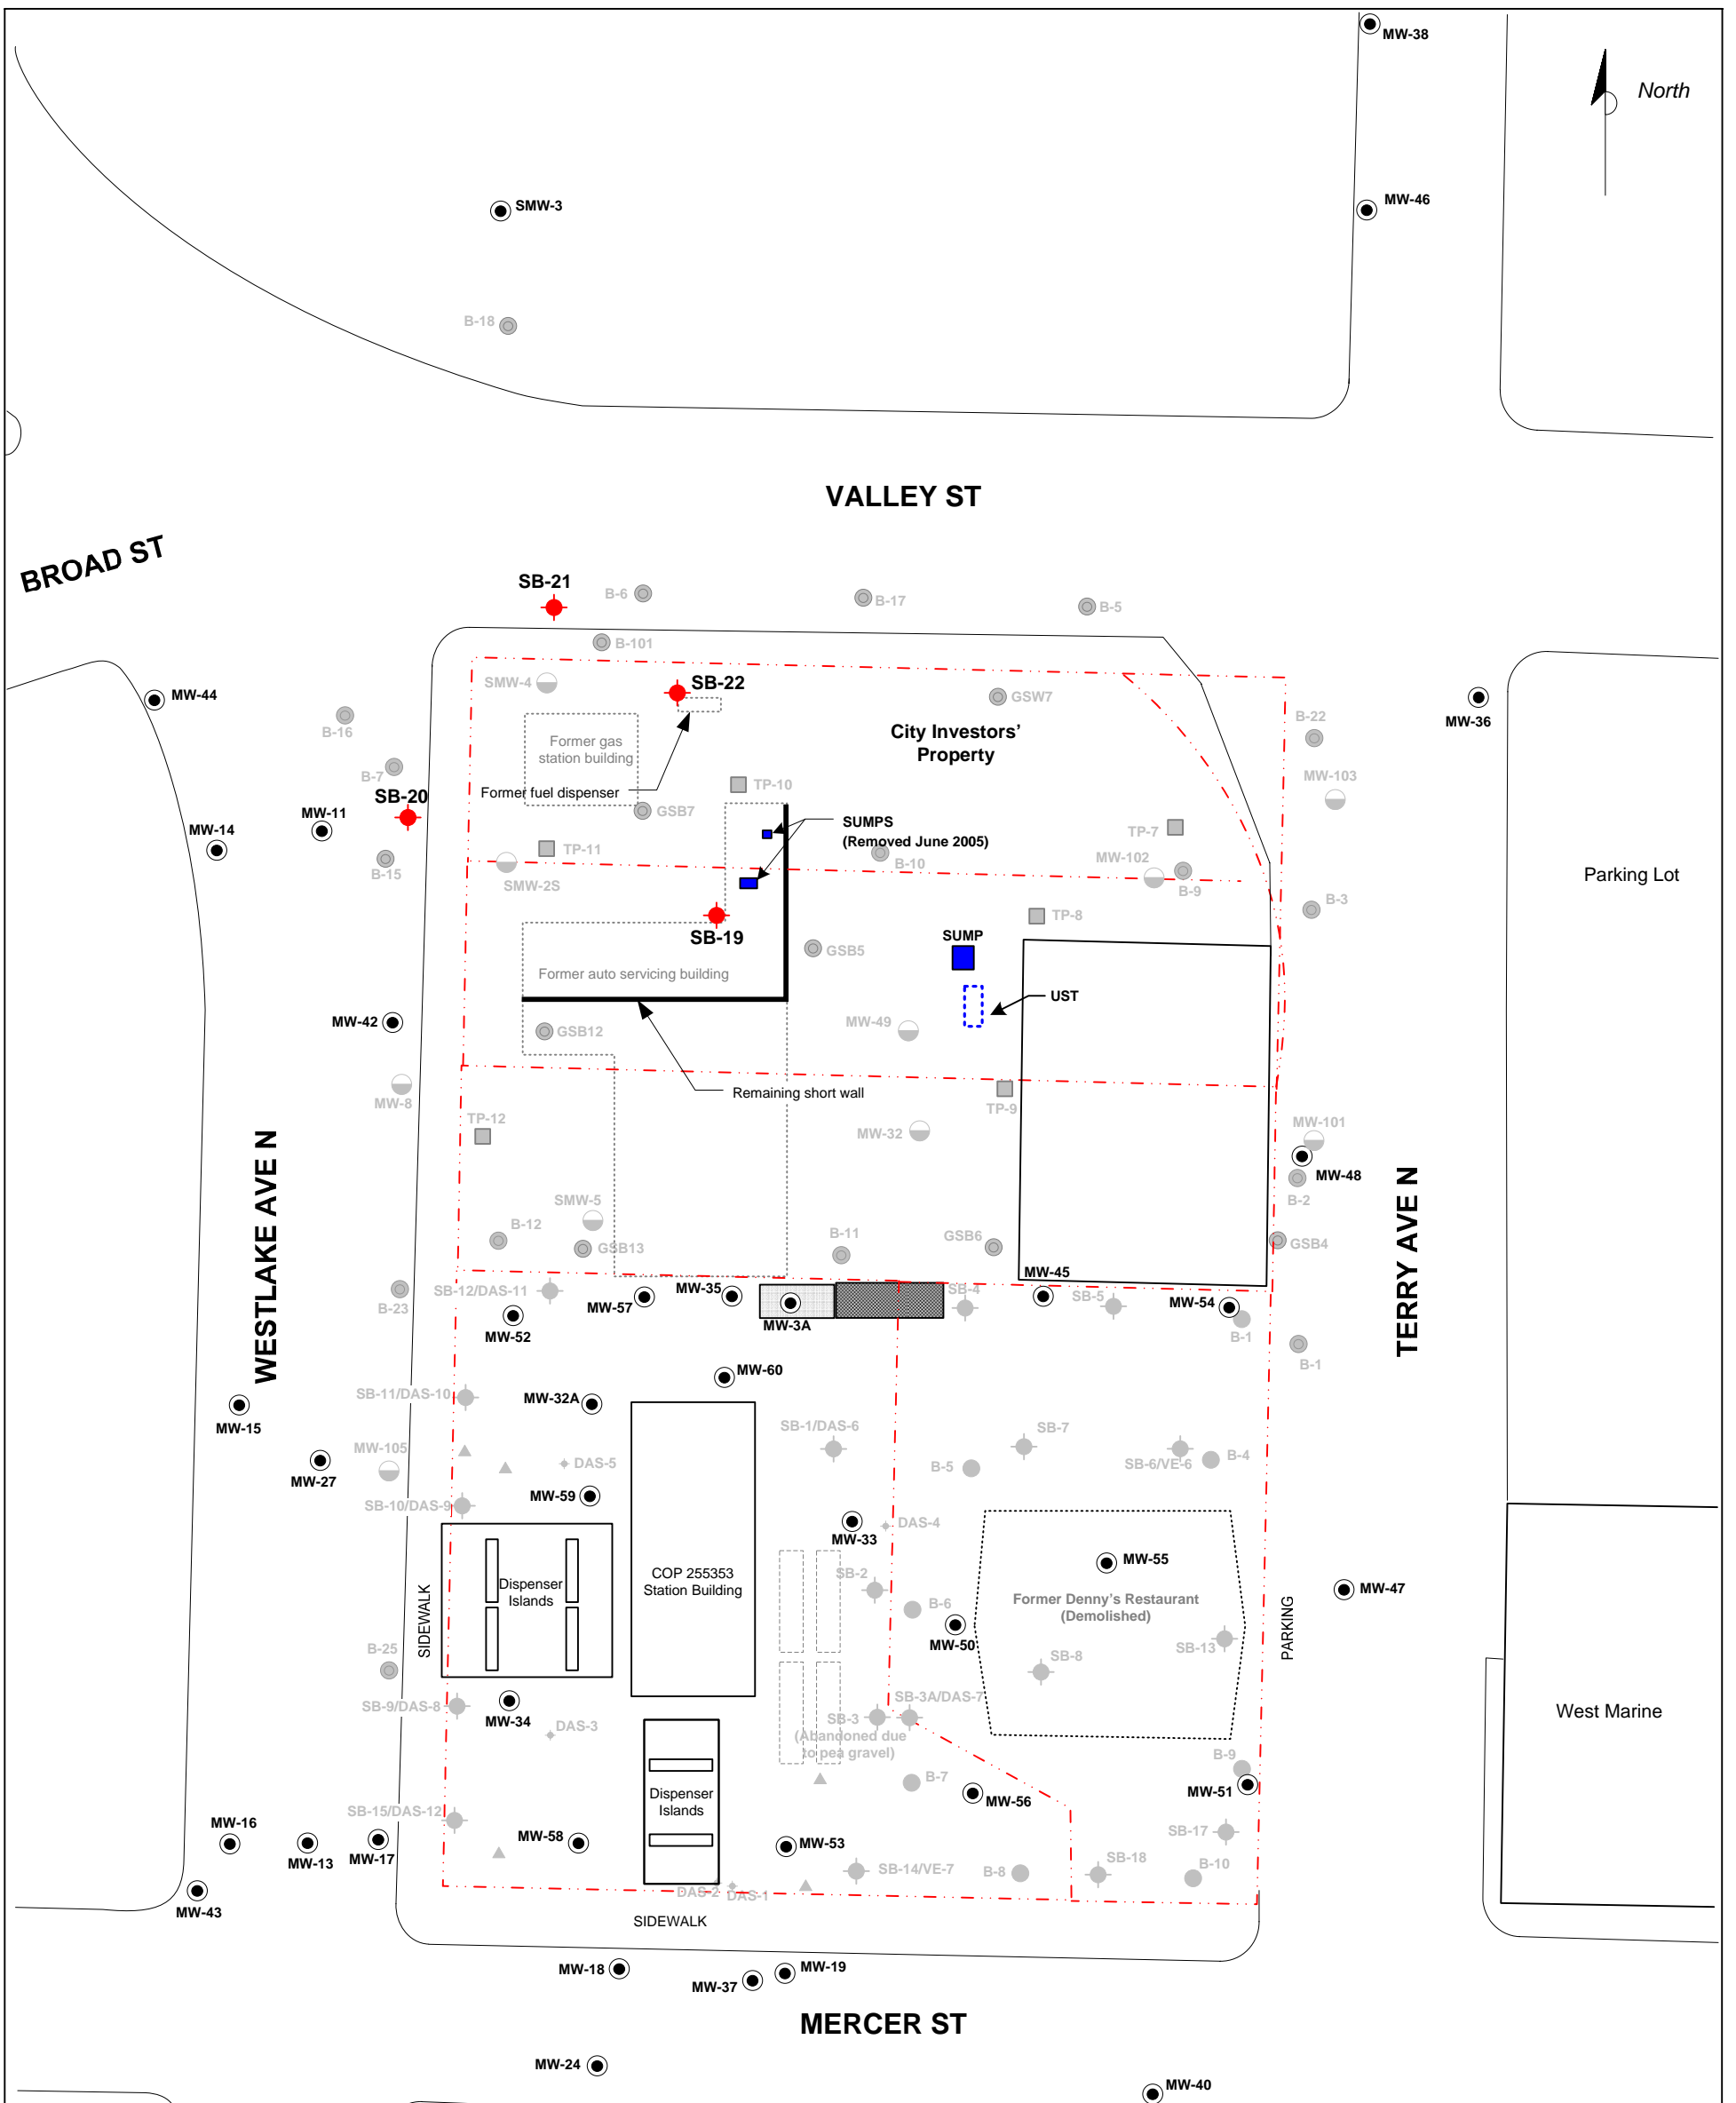 MW-38
North
SMW-3
MW-46
B-18
VALLEY ST
BROAD ST
SB-21
B-6
B-17
B-5
B-101
SMW-4
SB-22
GSW7
MW-44
MW-36
B-16
B-22
City Investors'
Property
Former gas
station building
B-7
MW-103
TP-10
Former fuel dispenser
SB-20
GSB7
MW-11
MW-14
SUMPS
(Removed June 2005)
TP-7
TP-11
B-10
MW-102
B-15
SMW-2S
B-9
Parking Lot
B-3
TP-8
SB-19
SUMP
GSB5
Former auto servicing building
UST
MW-42
GSB12
MW-49
Remaining short wall
MW-8
TP-9
TP-12
MW-32
MW-101
MW-48
B-2
SMW-5
B-12
GSB13
B-11
GSB6
GSB4
WESTLAKE AVE N
TERRY AVE N
MW-45
SB-12/DAS-11
B-23
MW-35
SB-4
SB-5
MW-57
MW-54
MW-52
MW-3A
B-1
B-1
MW-60
SB-11/DAS-10
MW-32A
MW-15
SB-1/DAS-6
SB-7
MW-105
MW-27
DAS-5
B-5
SB-6/VE-6
B-4
MW-59
SB-10/DAS-9
MW-33
DAS-4
MW-55
COP 255353
Station Building
Dispenser
Islands
SB-2
MW-47
Former Denny's Restaurant
(Demolished)
B-6
SIDEWALK
MW-50
PARKING
SB-13
B-25
SB-8
SB-9/DAS-8
MW-34
SB-3A/DAS-7
DAS-3
SB-3
(Abandoned due
to pea gravel)
West Marine
B-9
B-7
MW-51
Dispenser
Islands
MW-56
SB-15/DAS-12
MW-16
MW-13
MW-17
MW-58
MW-53
SB-17
SB-14/VE-7
B-8
SB-18
B-10
MW-43
DAS-2
DAS-1
SIDEWALK
MW-18
MW-37
MW-19
MERCER ST
MW-24
MW-40